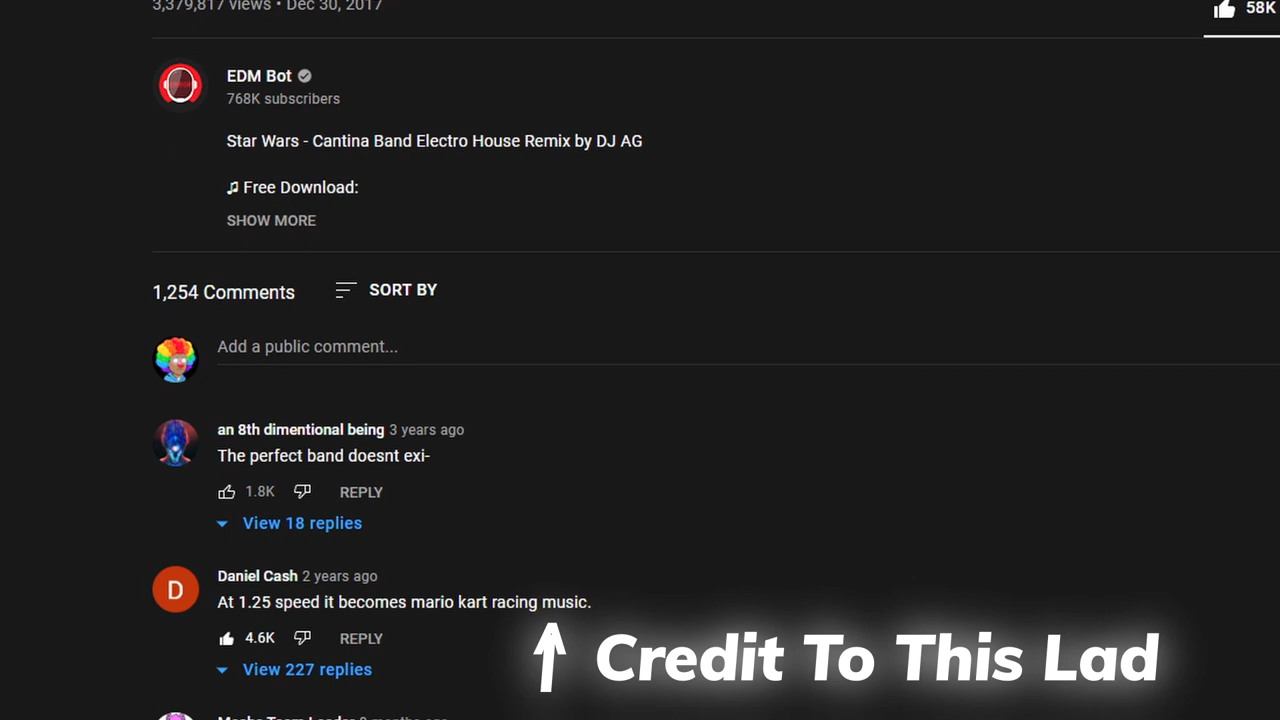 3,379,817 views • Dec 30, 2017
58K
EDM Bot
768K subscribers
Star Wars - Cantina Band Electro House Remix by DJ AG
♫ Free Download:
SHOW MORE
1,254 Comments
SORT BY
Add a public comment...
an 8th dimentional being 3 years ago
The perfect band doesnt exi-
1.8K REPLY
View 18 replies
D
Daniel Cash 2 years ago
At 1.25 speed it becomes mario kart racing music.
4.6K REPLY
Credit To This Lad
View 227 replies